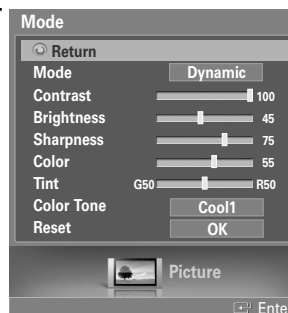 Mode
Return
Mode Dynamic
Contrast 100
Brightness 45
Sharpness 75
Color 55
Tint G50 R50
Color Tone Cool1
Reset OK
Picture
Ente